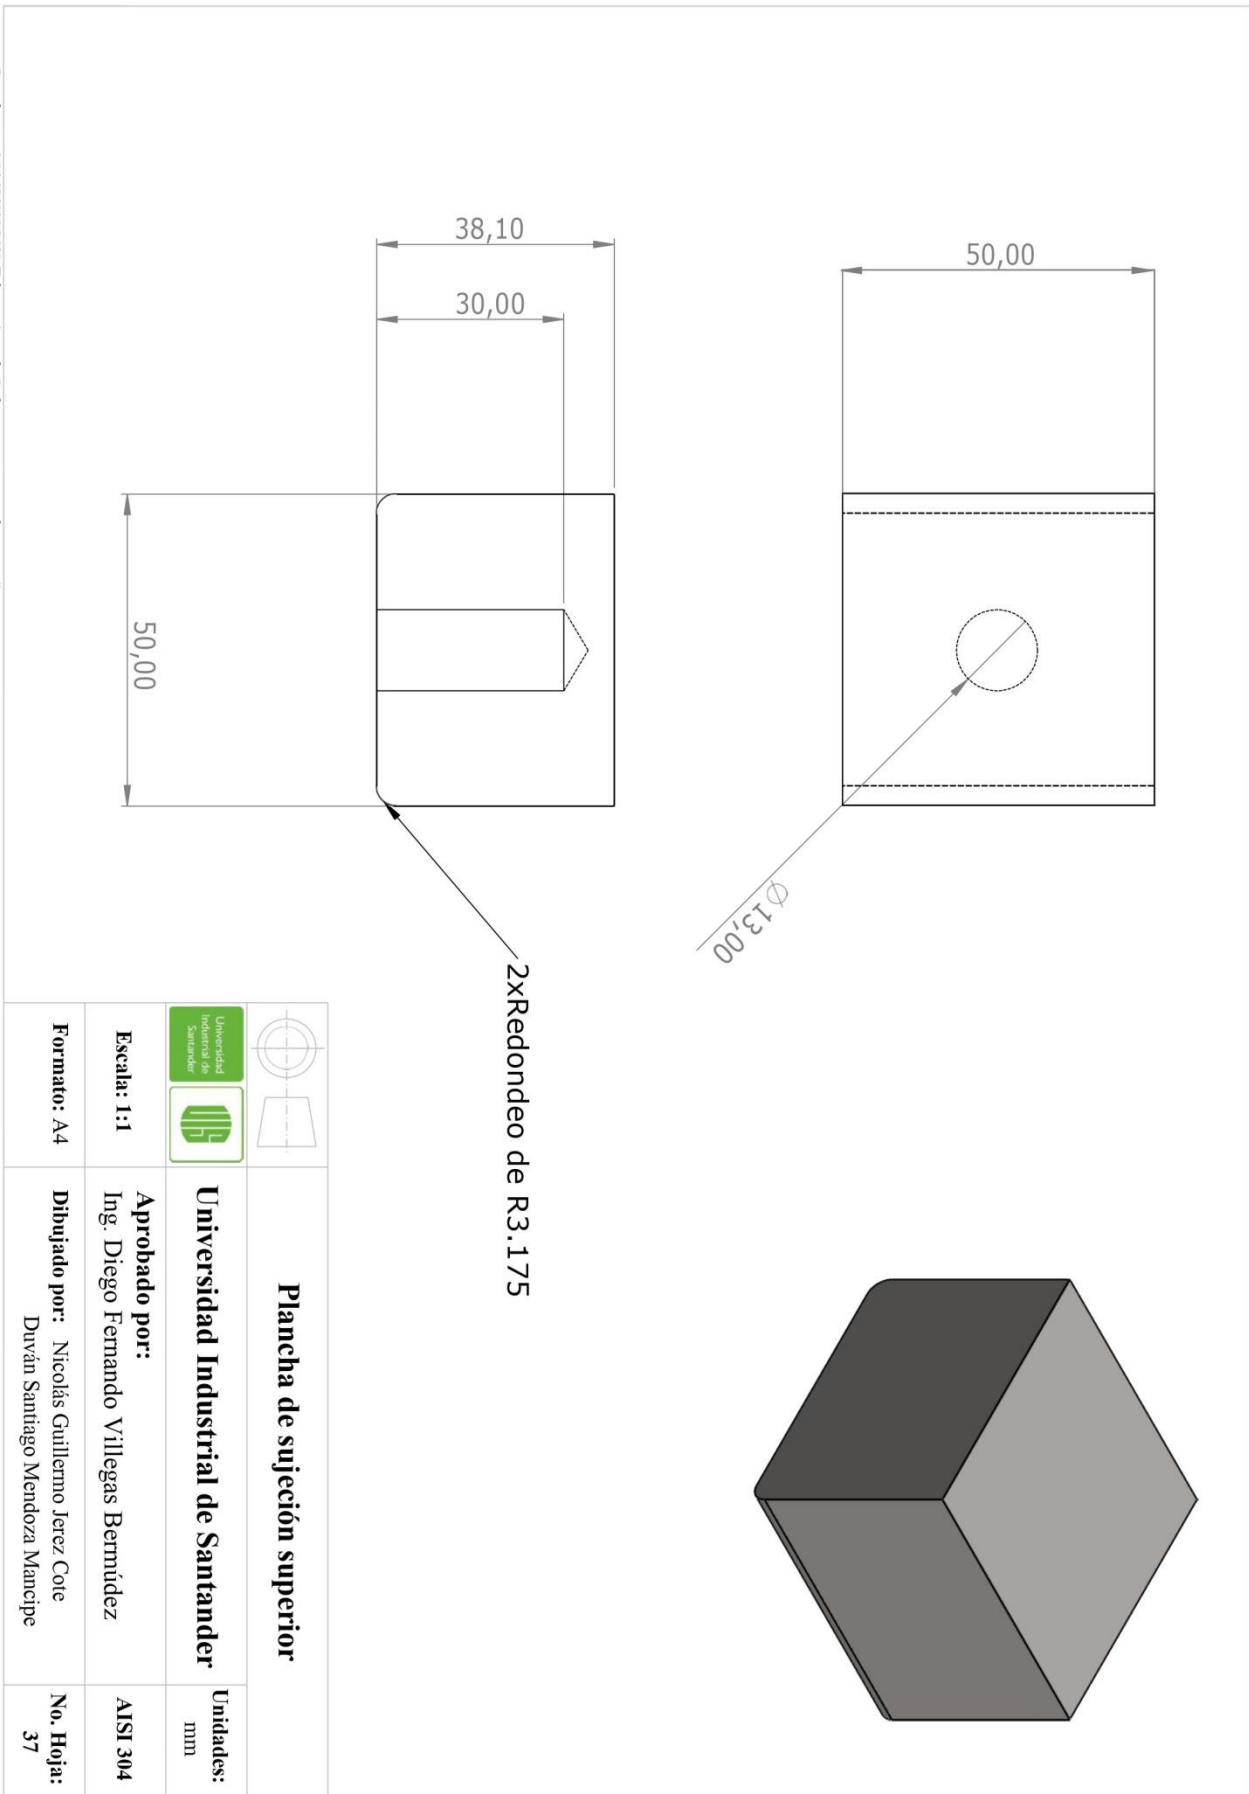 50,00
38,10
30,00
50,00
Ø 13,00
2xRedondeo de R3.175
Plancha de sujeción superior
Universidad
Industrial de
Santander
Universidad Industrial de Santander
Unidades:
mm
Escala: 1:1
Aprobado por:
Ing. Diego Fernando Villegas Bermúdez
AISI 304
Formato: A4
Dibujado por: Nicolás Guillermo Jerez Cote
Duván Santiago Mendoza Mancipe
No. Hoja:
37